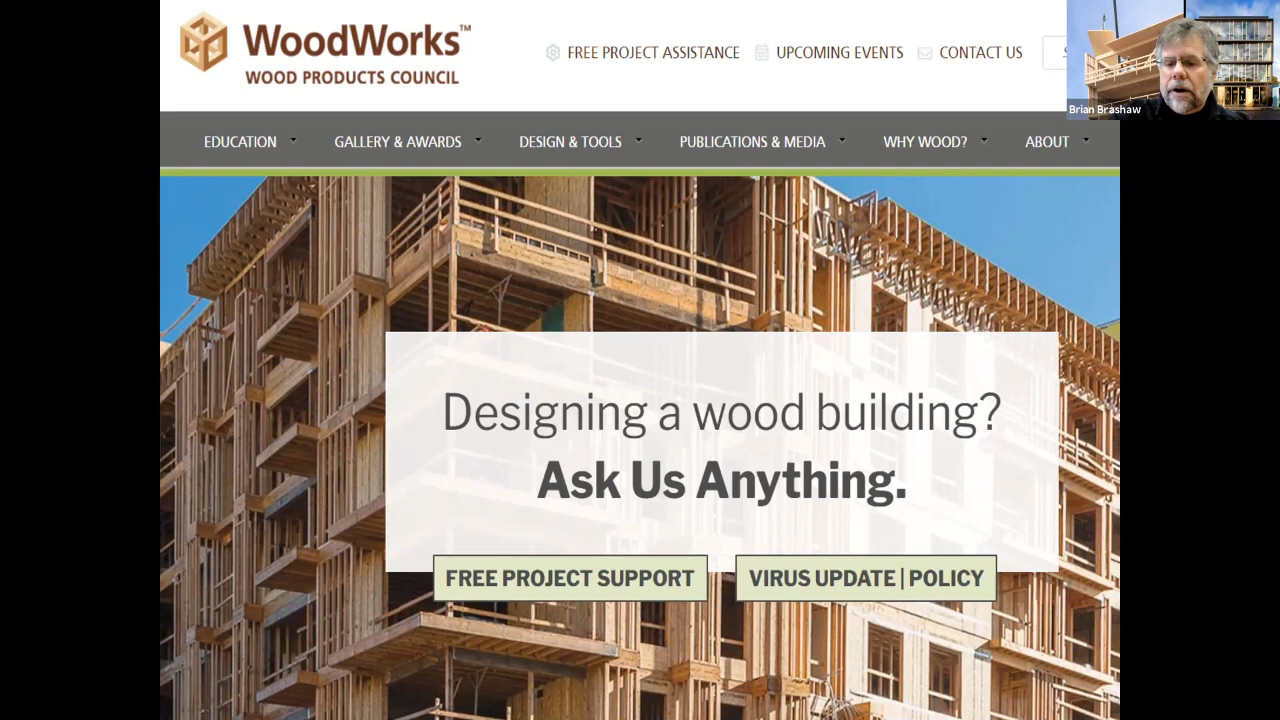 WoodWorks™
WOOD PRODUCTS COUNCIL
FREE PROJECT ASSISTANCE
UPCOMING EVENTS
CONTACT US
Brian Brashaw
EDUCATION
GALLERY & AWARDS
DESIGN & TOOLS
PUBLICATIONS & MEDIA
WHY WOOD?
ABOUT
Designing a wood building?
Ask Us Anything.
FREE PROJECT SUPPORT
VIRUS UPDATE | POLICY